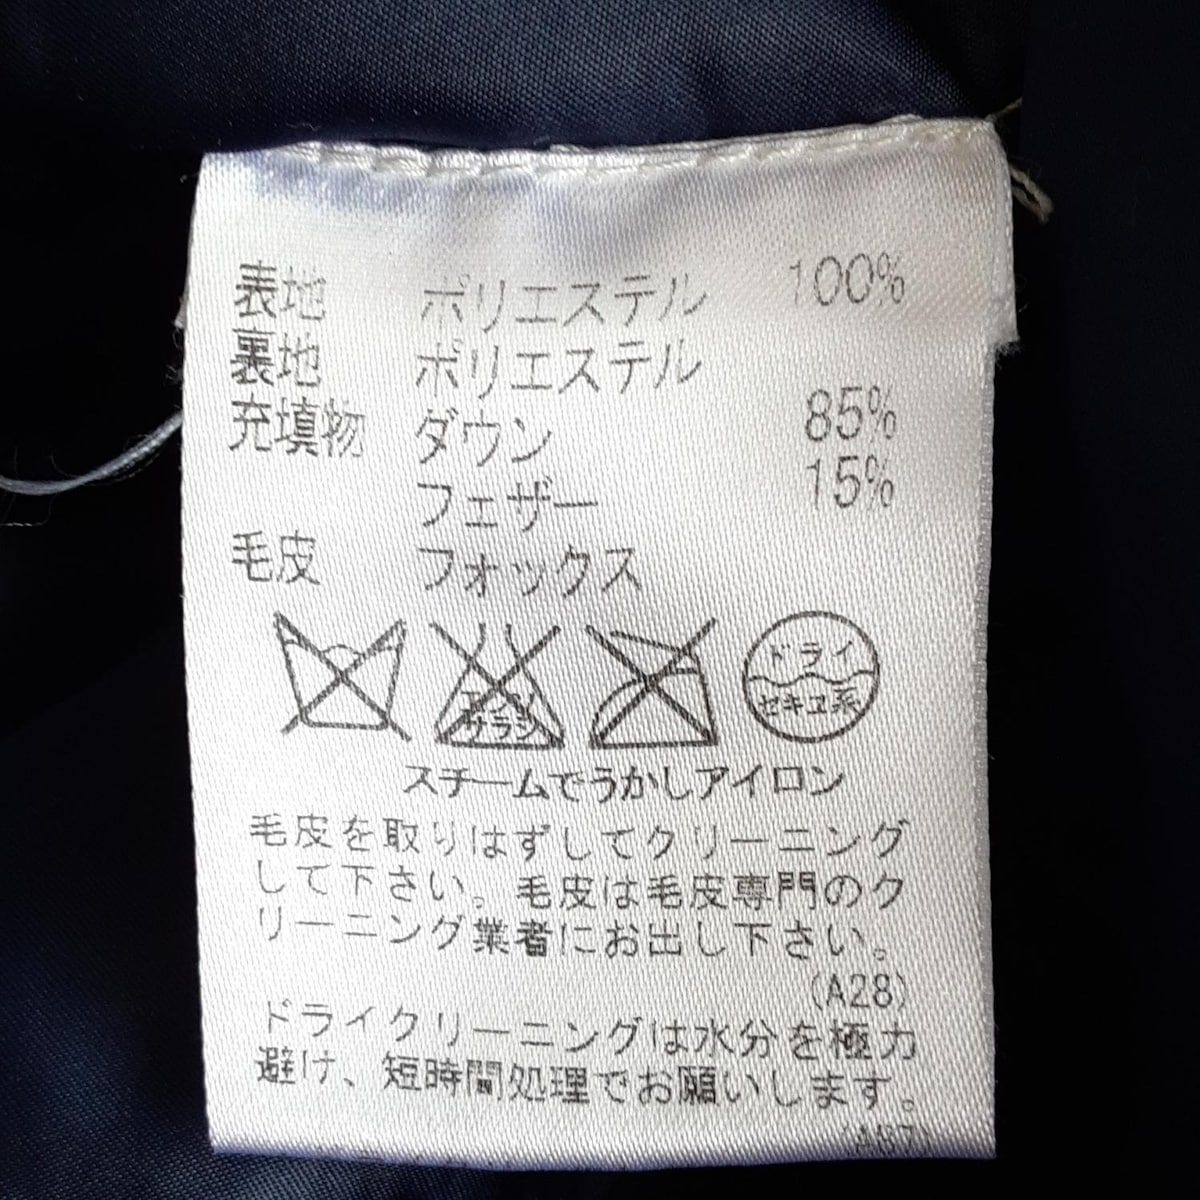 表地 ポリエステル 100%
裏地 ポリエステル
充填物 ダウン 85%
フェザー 15%
毛皮 フォックス
エンソ
サラシ
ドライ
セキユ系
スチームでうかしアイロン
毛皮を取りはずしてクリーニング
して下さい。毛皮は毛皮専門のク
リーニング業者にお出し下さい。
(A28)
ドライクリーニングは水分を極力
避け、短時間処理でお願いします。